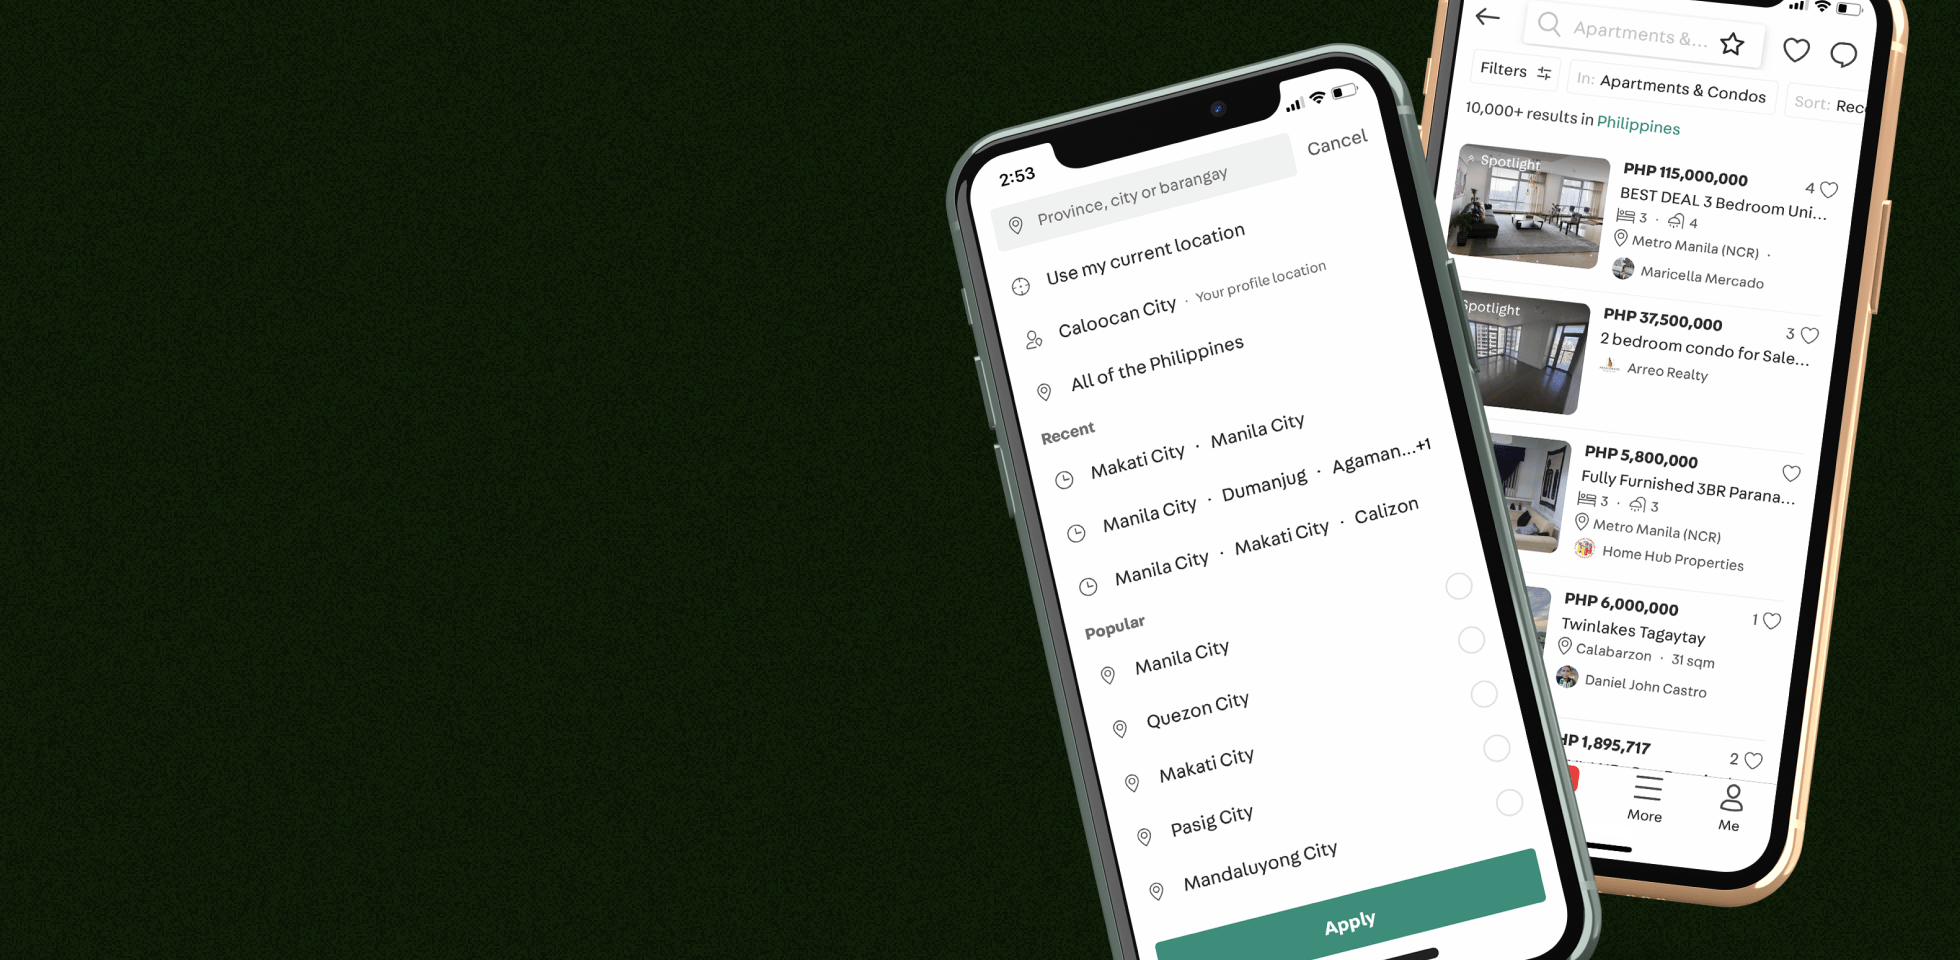 2:53
Province, city or barangay
Cancel
Use my current location
Caloocan City · Your profile location
All of the Philippines
Recent
Makati City · Manila City
Manila City · Dumanjug · Agaman...+1
Manila City · Makati City · Calizon
Popular
Manila City
Quezon City
Makati City
Pasig City
Mandaluyong City
Apply
Apartments &...
Filters
In: Apartments & Condos
Sort: Rec
10,000+ results in Philippines
Spotlight
PHP 115,000,000
4
BEST DEAL 3 Bedroom Uni...
3 · 4
Metro Manila (NCR) ·
Maricella Mercado
Spotlight
PHP 37,500,000
3
2 bedroom condo for Sale...
Arreo Realty
PHP 5,800,000
Fully Furnished 3BR Parana...
3 · 3
Metro Manila (NCR)
Home Hub Properties
PHP 6,000,000
1
Twinlakes Tagaytay
Calabarzon · 31 sqm
Daniel John Castro
HP 1,895,717
2
More
Me